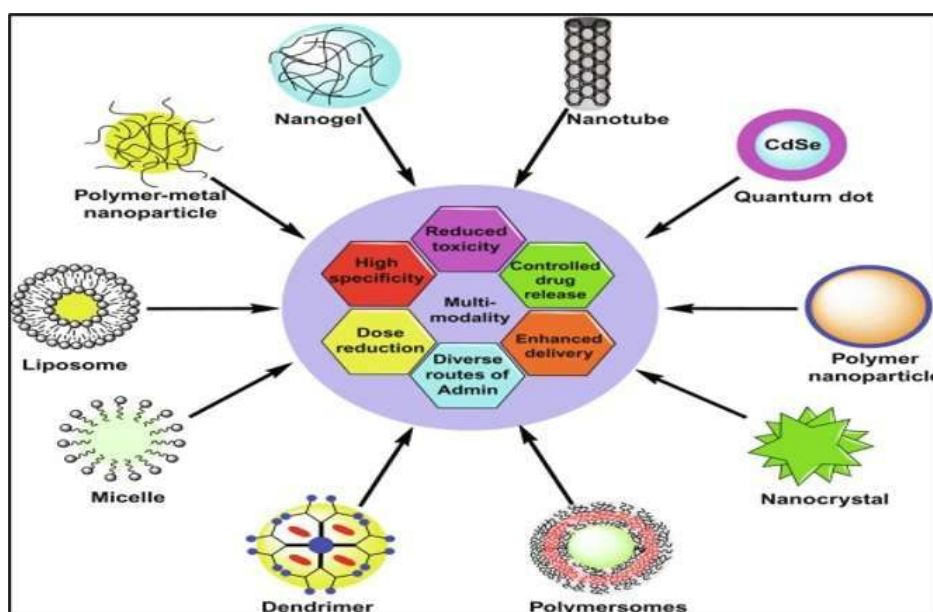 Nanogel
Nanotube
CdSe
Quantum dot
Polymer-metal
nanoparticle
Reduced
toxicity
High
specificity
Controlled
drug
release
Multi-
modality
Liposome
Dose
reduction
Enhanced
delivery
Polymer
nanoparticle
Diverse
routes of
Admin
Micelle
Nanocrystal
Dendrimer
Polymersomes